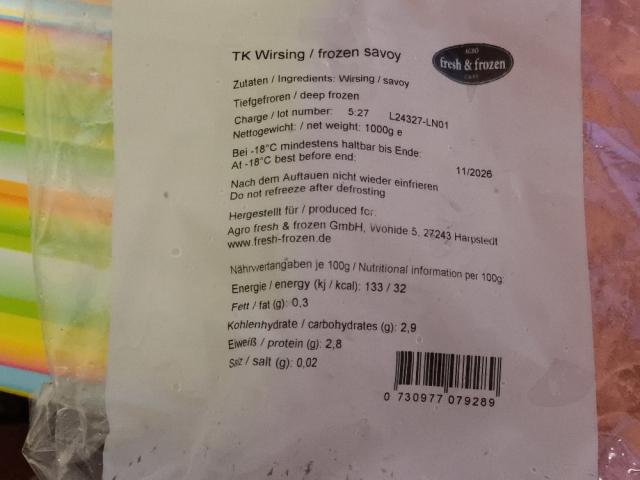 TK Wirsing / frozen savoy
AGRO
fresh & frozen
Zutaten / Ingredients: Wirsing / savoy
Tiefgefroren / deep frozen
Charge / lot number: 5:27 L24327-LN01
Nettogewicht: / net weight: 1000g e
Bei -18°C mindestens haltbar bis Ende:
At -18°C best before end: 11/2026
Nach dem Auftauen nicht wieder einfrieren
Do not refreeze after defrosting
Hergestellt für / produced for:
Agro fresh & frozen GmbH, Wohlde 5, 27243 Harpstedt
www.fresh-frozen.de
Nährwertangaben je 100g / Nutritional information per 100g:
Energie / energy (kj / kcal): 133 / 32
Fett / fat (g): 0,3
Kohlenhydrate / carbohydrates (g): 2,9
Eiweiß / protein (g): 2,8
Salz / salt (g): 0,02
0 730977 079289